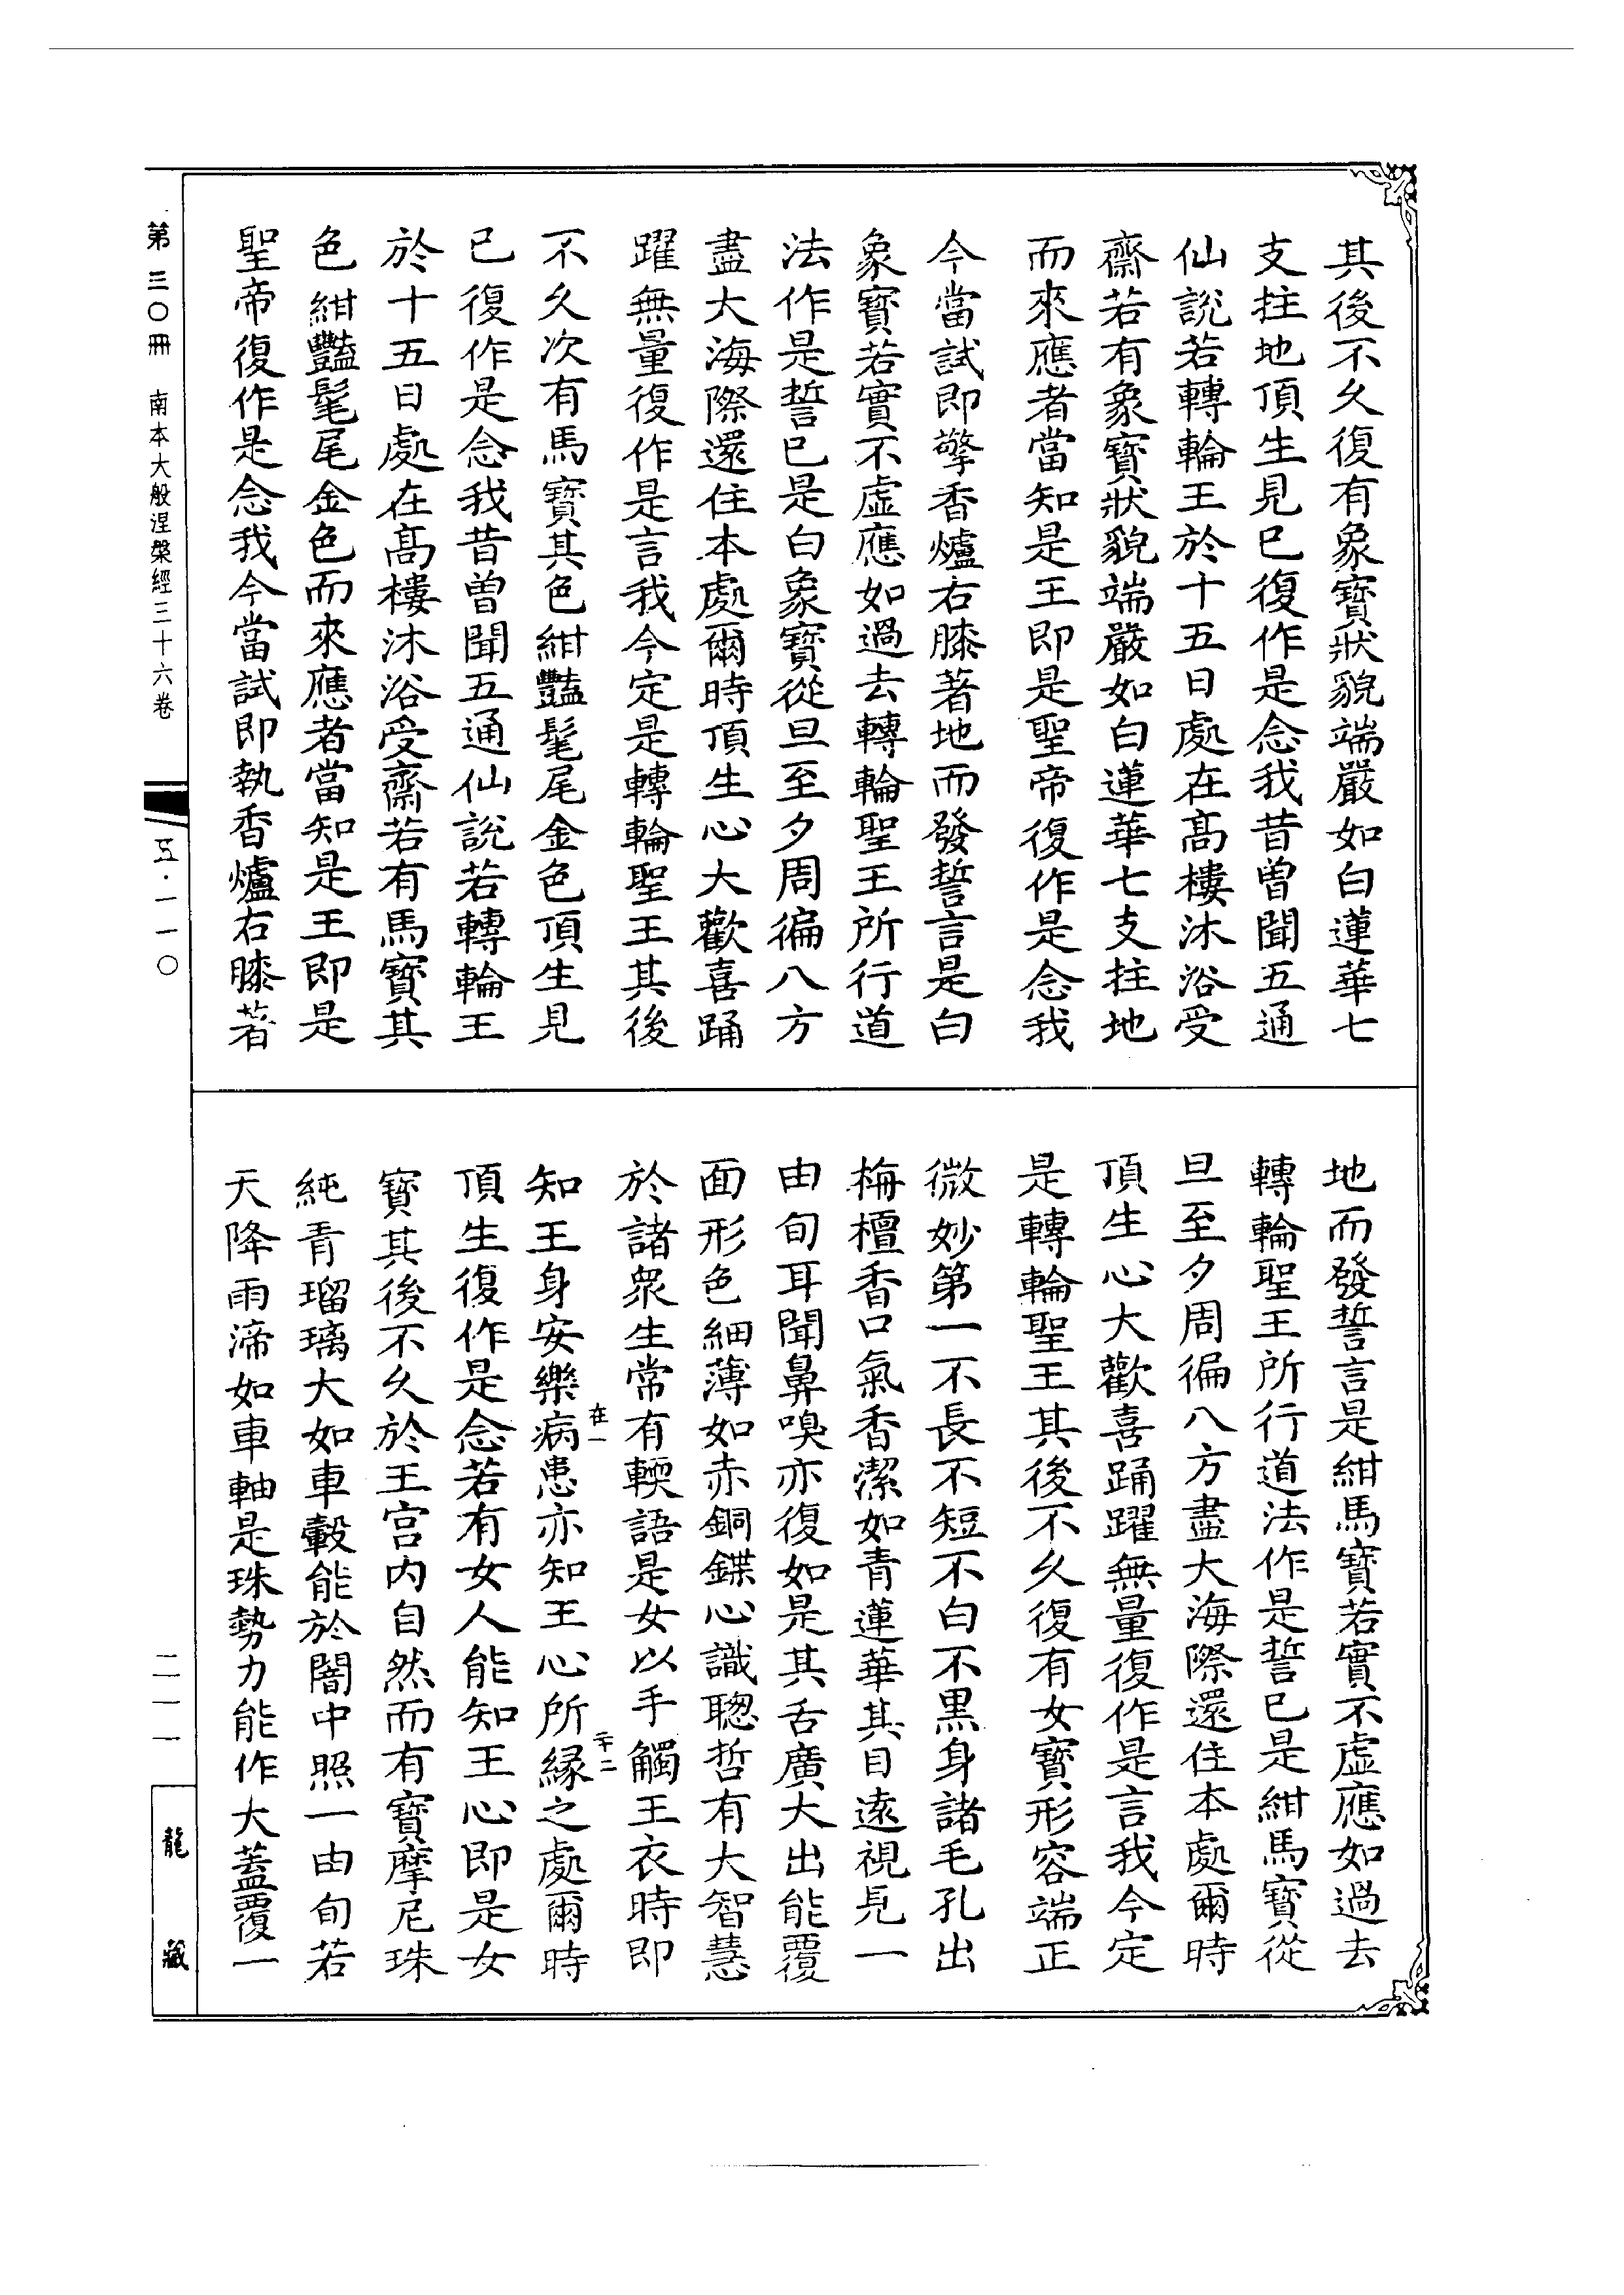 其後不久復有象寶狀貌端嚴如白蓮華七
支拄地頂生見已復作是念我昔曾聞五通
仙說若轉輪王於十五日處在高樓沐浴受
齋若有象寶狀貌端嚴如白蓮華七支拄地
而來應者當知是王即是聖帝復作是念我
今當試即擎香爐右膝著地而發誓言是白
象寶若實不虛應如過去轉輪聖王所行道
法作是誓已是白象寶從旦至夕周徧八方
盡大海際還住本處爾時頂生心大歡喜踊
躍無量復作是言我今定是轉輪聖王其後
不久次有馬寶其色紺豔髦尾金色頂生見
已復作是念我昔曾聞五通仙說若轉輪王
於十五日處在高樓沐浴受齋若有馬寶其
色紺豔髦尾金色而來應者當知是王即是
聖帝復作是念我今當試即執香爐右膝著
地而發誓言是紺馬寶若實不虛應如過去
轉輪聖王所行道法作是誓已是紺馬寶從
旦至夕周徧八方盡大海際還住本處爾時
頂生心大歡喜踊躍無量復作是言我今定
是轉輪聖王其後不久復有女寶形容端正
微妙第一不長不短不白不黑身諸毛孔出
栴檀香口氣香潔如青蓮華其目遠視見一
由旬耳聞鼻嗅亦復如是其舌廣大出能覆
面形色細薄如赤銅鍱心識聰哲有大智慧
於諸眾生常有輭語是女以手觸王衣時即
知王身安樂病患亦知王心所緣之處爾時
在一
二十二
頂生復作是念若有女人能知王心即是女
寶其後不久於王宮內自然而有寶摩尼珠
純青瑠璃大如車轂能於闇中照一由旬若
天降雨渧如車軸是珠勢力能作大蓋覆一
第三〇冊 南本大般涅槃經三十六卷
五·一一〇
二一一
龍藏